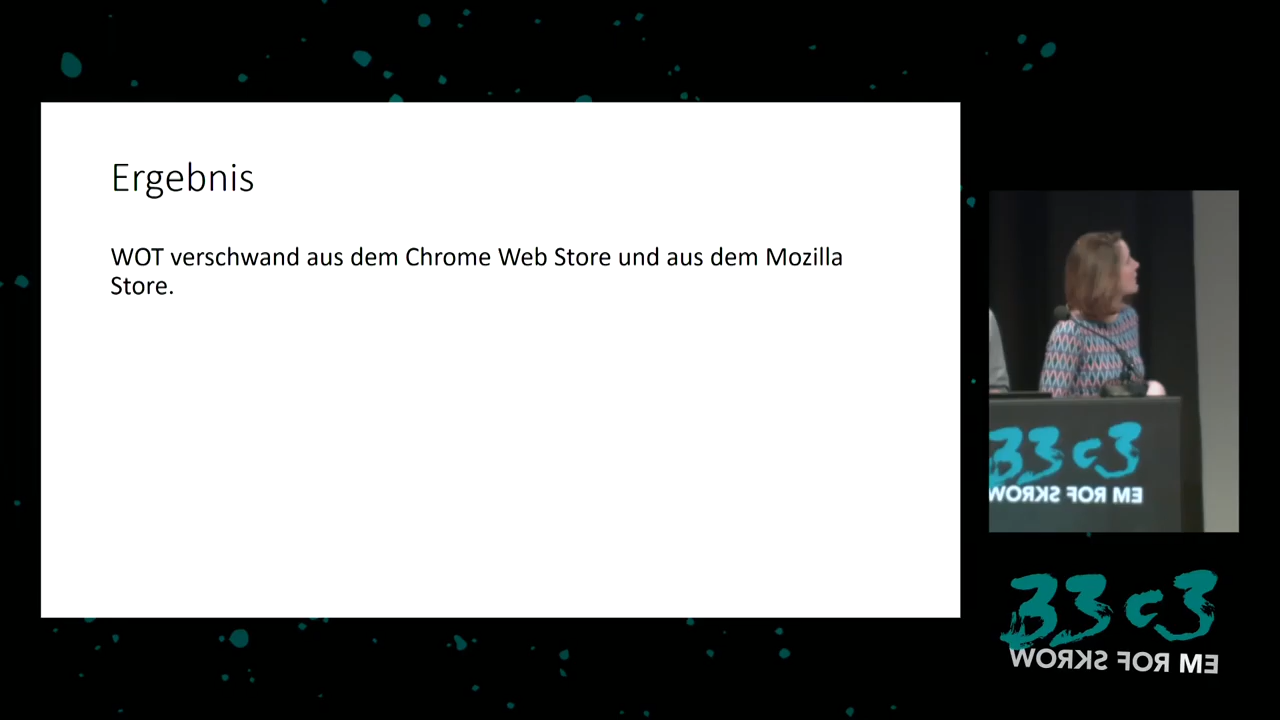 Ergebnis
WOT verschwand aus dem Chrome Web Store und aus dem Mozilla
Store.
33c3
WORKS FOR ME
33c3
WORKS FOR ME